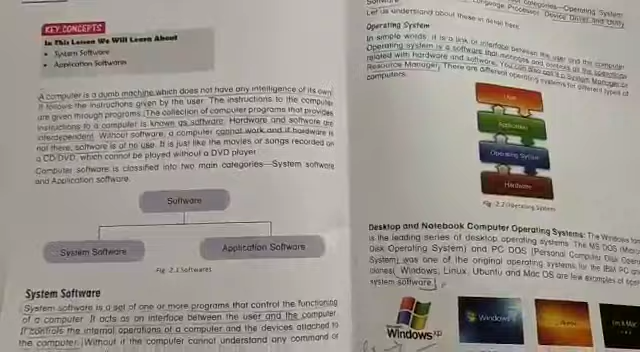 KEY CONCEPTS
In This Lesson We Will Learn About
• System Software
• Application Softwares
A computer is a dumb machine which does not have any intelligence of its own.
It follows the instructions given by the user. The instructions to the computer
are given through programs. The collection of computer programs that provides
instructions to a computer is known as software. Hardware and software are
interdependent. Without software, a computer cannot work and if hardware is
not there, software is of no use. It is just like the movies or songs recorded on
a CD/DVD, which cannot be played without a DVD player.
Computer software is classified into two main categories—System software
and Application software.
Software
System Software
Application Software
Fig. 2.1 Softwares
System Software
System software is a set of one or more programs that control the functioning
of a computer. It acts as an interface between the user and the computer.
It controls the internal operations of a computer and the devices attached to
the computer. Without it the computer cannot understand any command or
categories—Operating System
Language Processor, Device Driver and Utility
Let us understand about these in detail here.
Operating System
In simple words, it is a link or interface between the user and the computer.
Operating system is a software that manages and controls all the operations
related with hardware and software. You can also call it a System Manager or
Resource Manager. There are different operating systems for different types of
computers.
User
Application
Operating System
Hardware
Fig. 2.2 Operating System
Desktop and Notebook Computer Operating Systems: The Windows
is the leading series of desktop operating systems. The MS DOS
Disk Operating System) and PC DOS (Personal Computer Disk
System) was one of the original operating systems for the IBM PC
clones. Windows, Linux, Ubuntu and Mac OS are few examples of
system software.
Windows xp
Windows